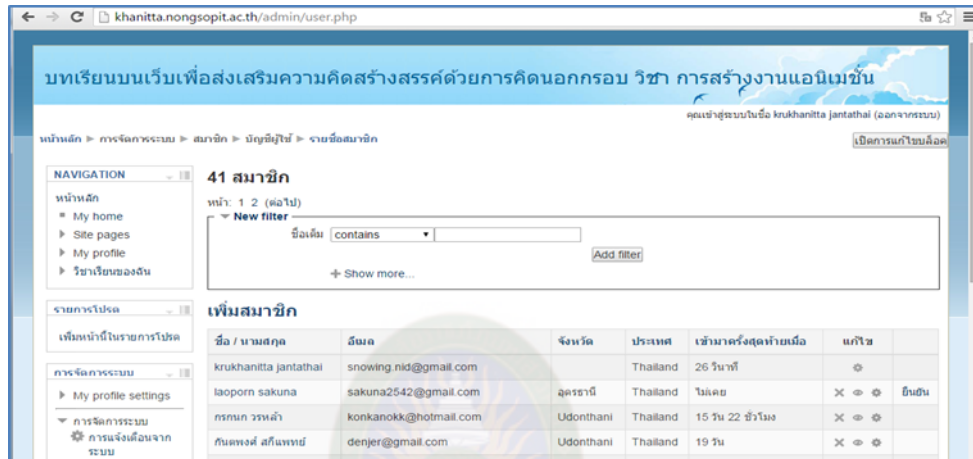 khanitta.nongsopit.ac.th/admin/user.php
บทเรียนบนเว็บเพื่อส่งเสริมความคิดสร้างสรรค์ด้วยการคิดนอกกรอบ วิชา การสร้างงานแอนิเมชั่น
คุณเข้าสู่ระบบในชื่อ krukhanitta jantathai (ออกจากระบบ)
หน้าหลัก ► การจัดการระบบ ► สมาชิก ► บัญชีผู้ใช้ ► รายชื่อสมาชิก
เปิดการแก้ไขบล็อค
NAVIGATION
หน้าหลัก
My home
Site pages
My profile
วิชาเรียนของฉัน
รายการโปรด
เพิ่มหน้านี้ในรายการโปรด
การจัดการระบบ
My profile settings
การจัดการระบบ
การแจ้งเตือนจาก
ระบบ
41 สมาชิก
หน้า: 1 2 (ต่อไป)
New filter
ชื่อเต็ม contains
Add filter
Show more...
เพิ่มสมาชิก
ชื่อ / นามสกุล อีเมล จังหวัด ประเทศ เข้ามาครั้งสุดท้ายเมื่อ แก้ไข
krukhanitta jantathai snowing.nid@gmail.com Thailand 26 วินาที
laoporn sakuna sakuna2542@gmail.com อุดรธานี Thailand ไม่เคย ยืนยัน
กรกนก วรหล้า konkanokk@hotmail.com Udonthani Thailand 15 วัน 22 ชั่วโมง
กันตพงศ์ denjer@gmail.com Udonthani Thailand 19 วัน